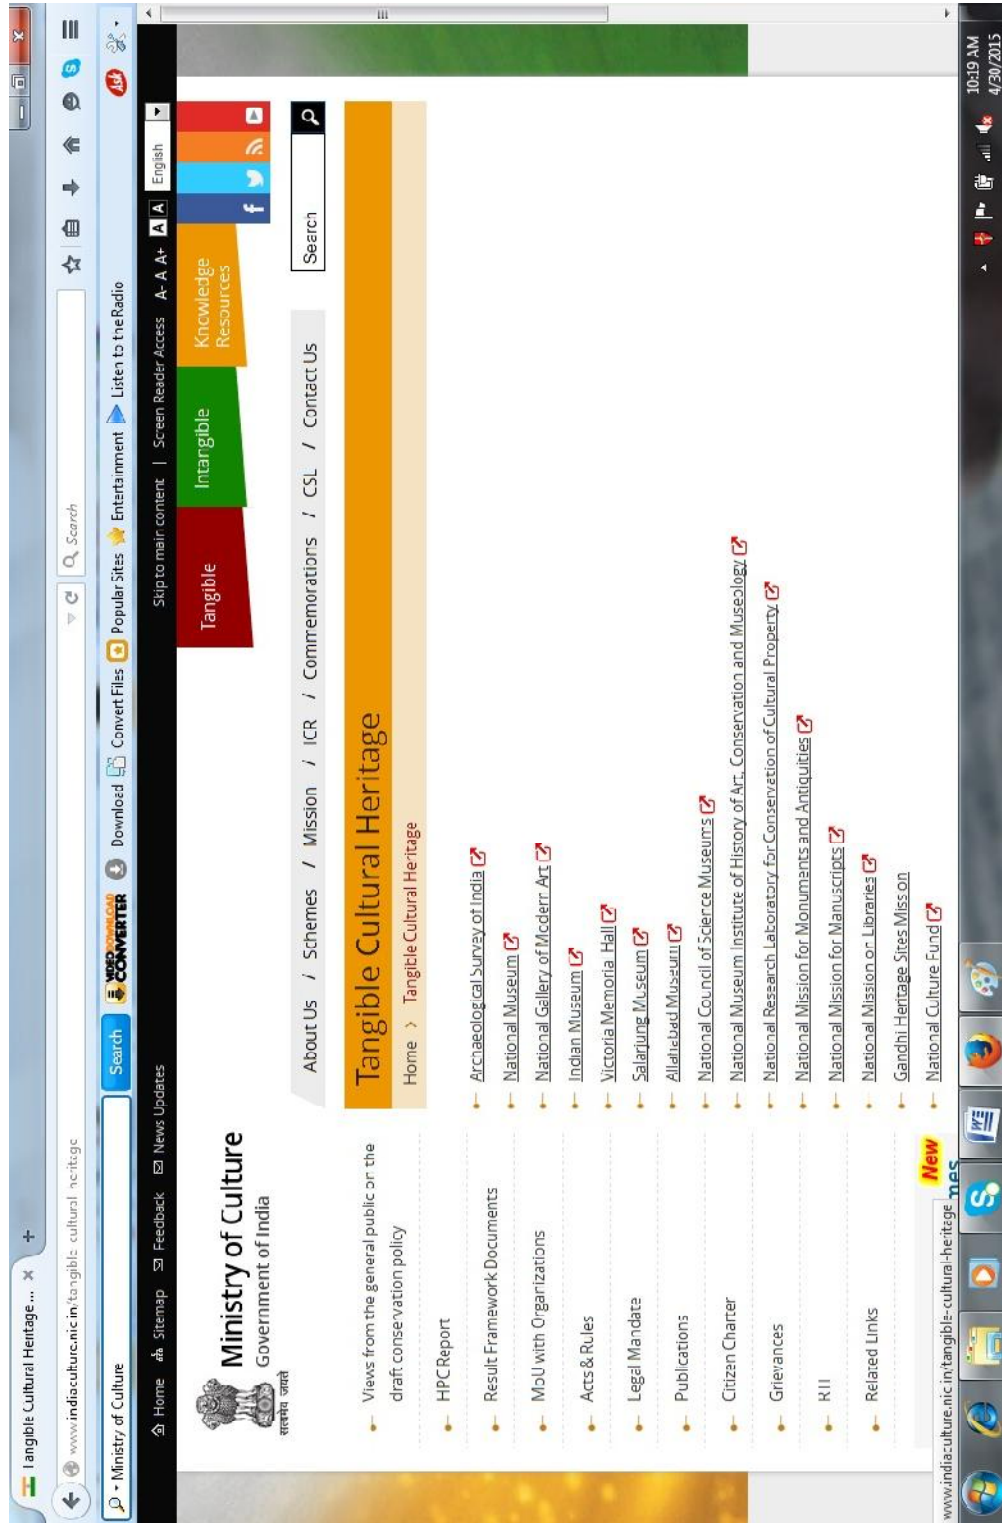 Tangible Cultural Heritage ... × +
www.indiaculture.nic.in/tangible-cultural-heritage
Search
Ministry of Culture
Search
VIDEO DOWNLOAD CONVERTER
Download
Convert Files
Popular Sites
Entertainment
Listen to the Radio
Ask
Home
Sitemap
Feedback
News Updates
Skip to main content | Screen Reader Access A- A A+ A A English
सत्यमेव जयते
Ministry of Culture
Government of India
Tangible
Intangible
Knowledge
Resources
About Us / Schemes / Mission / ICR / Commemorations / CSL / Contact Us
Search
Views from the general public on the
draft conservation policy
HPC Report
Result Framework Documents
MoU with Organizations
Acts & Rules
Legal Mandate
Publications
Citizen Charter
Grievances
RTI
Related Links
New
Tangible Cultural Heritage
Home > Tangible Cultural Heritage
Archaeological Survey of India
National Museum
National Gallery of Modern Art
Indian Museum
Victoria Memorial Hall
Salarjung Museum
Allahabad Museum
National Council of Science Museums
National Museum Institute of History of Art, Conservation and Museology
National Research Laboratory for Conservation of Cultural Property
National Mission for Monuments and Antiquities
National Mission for Manuscripts
National Mission on Libraries
Gandhi Heritage Sites Mission
National Culture Fund
www.indiaculture.nic.in/tangible-cultural-heritage
10:19 AM
4/30/2015